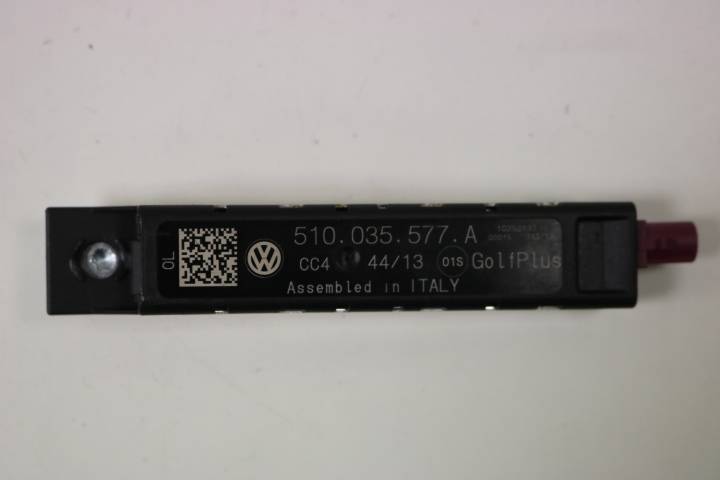 OL
510.035.577.A
CC4 44/13 01S GolfPlus
Assembled in ITALY